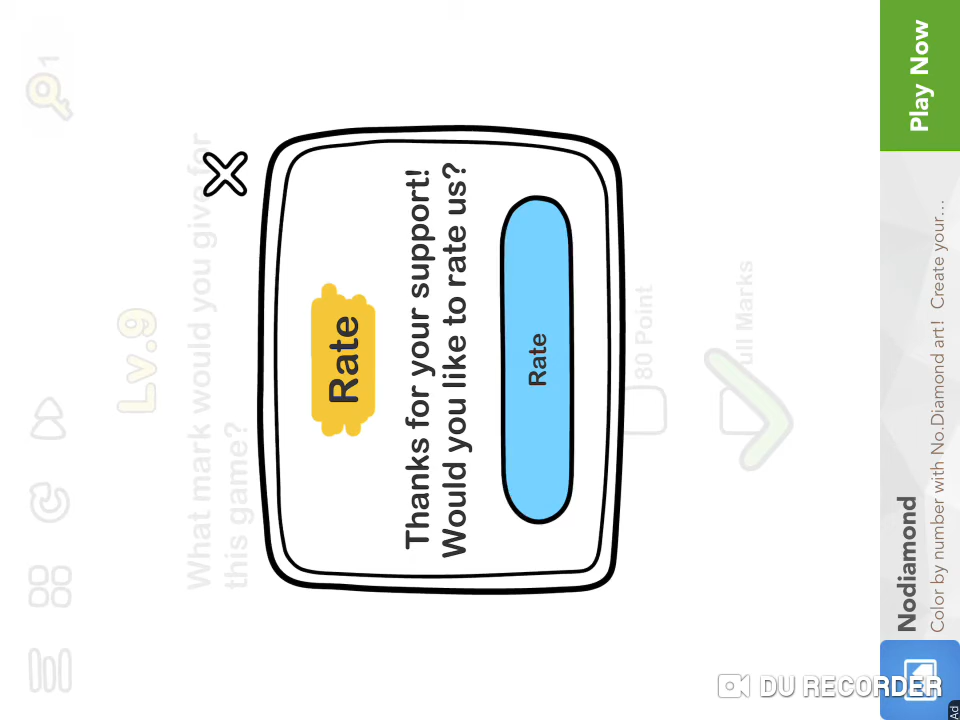 1
Lv.9
What mark would you give for
this game?
Rate
Thanks for your support!
Would you like to rate us?
Rate
80 Point
ull Marks
Nodiamond
Color by number with No.Diamond art! Create your...
Play Now
Ad
DU RECORDER